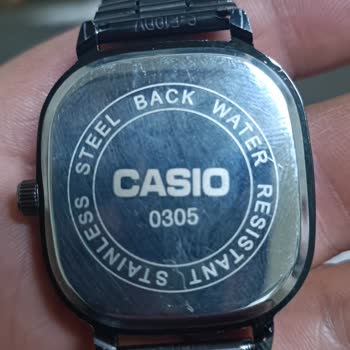 CASIO
0305
STAINLESS STEEL BACK WATER RESISTANT